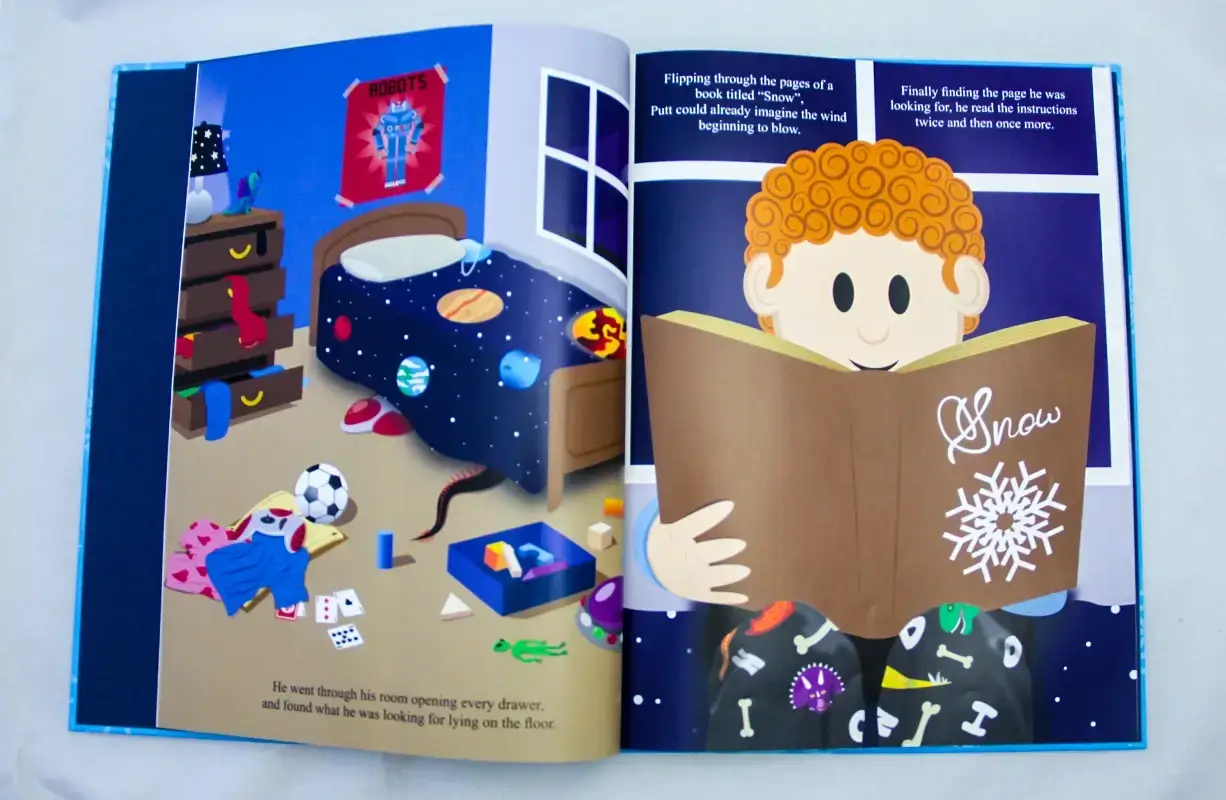 ROBOTS
He went through his room opening every drawer,
and found what he was looking for lying on the floor.
Flipping through the pages of a
book titled “Snow”,
Putt could already imagine the wind
beginning to blow.
Finally finding the page he was
looking for, he read the instructions
twice and then once more.
Snow